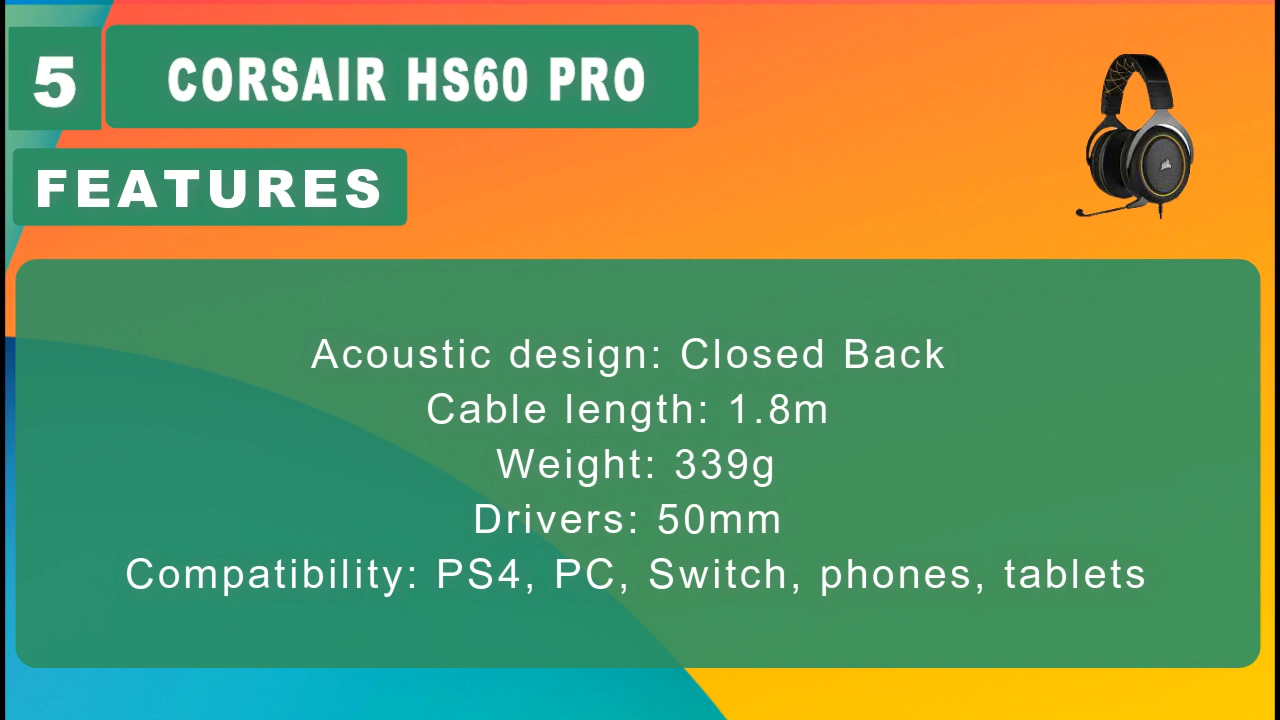 5
CORSAIR HS60 PRO
FEATURES
Acoustic design: Closed Back
Cable length: 1.8m
Weight: 339g
Drivers: 50mm
Compatibility: PS4, PC, Switch, phones, tablets